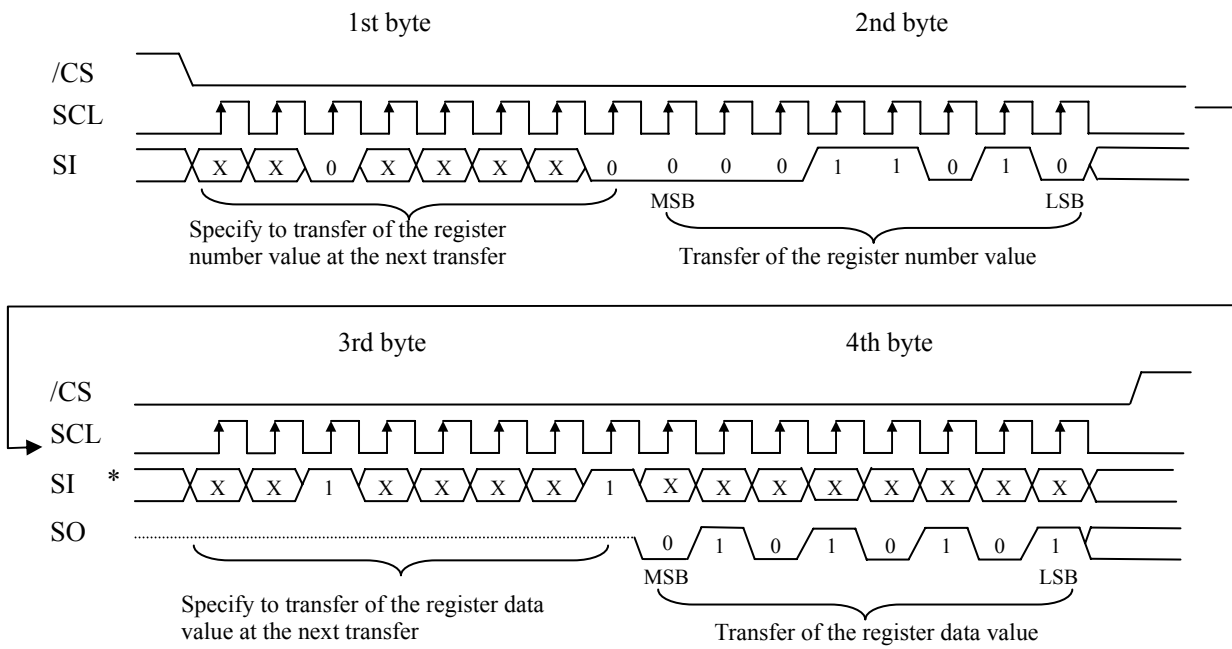 1st byte 2nd byte
/CS
SCL
SI X X 0 X X X X 0 0 0 0 1 1 0 1 0
MSB LSB
Specify to transfer of the register
number value at the next transfer
Transfer of the register number value
3rd byte 4th byte
/CS
SCL
SI * X X 1 X X X X 1 X X X X X X X X
SO 0 1 0 1 0 1 0 1
MSB LSB
Specify to transfer of the register data
value at the next transfer
Transfer of the register data value